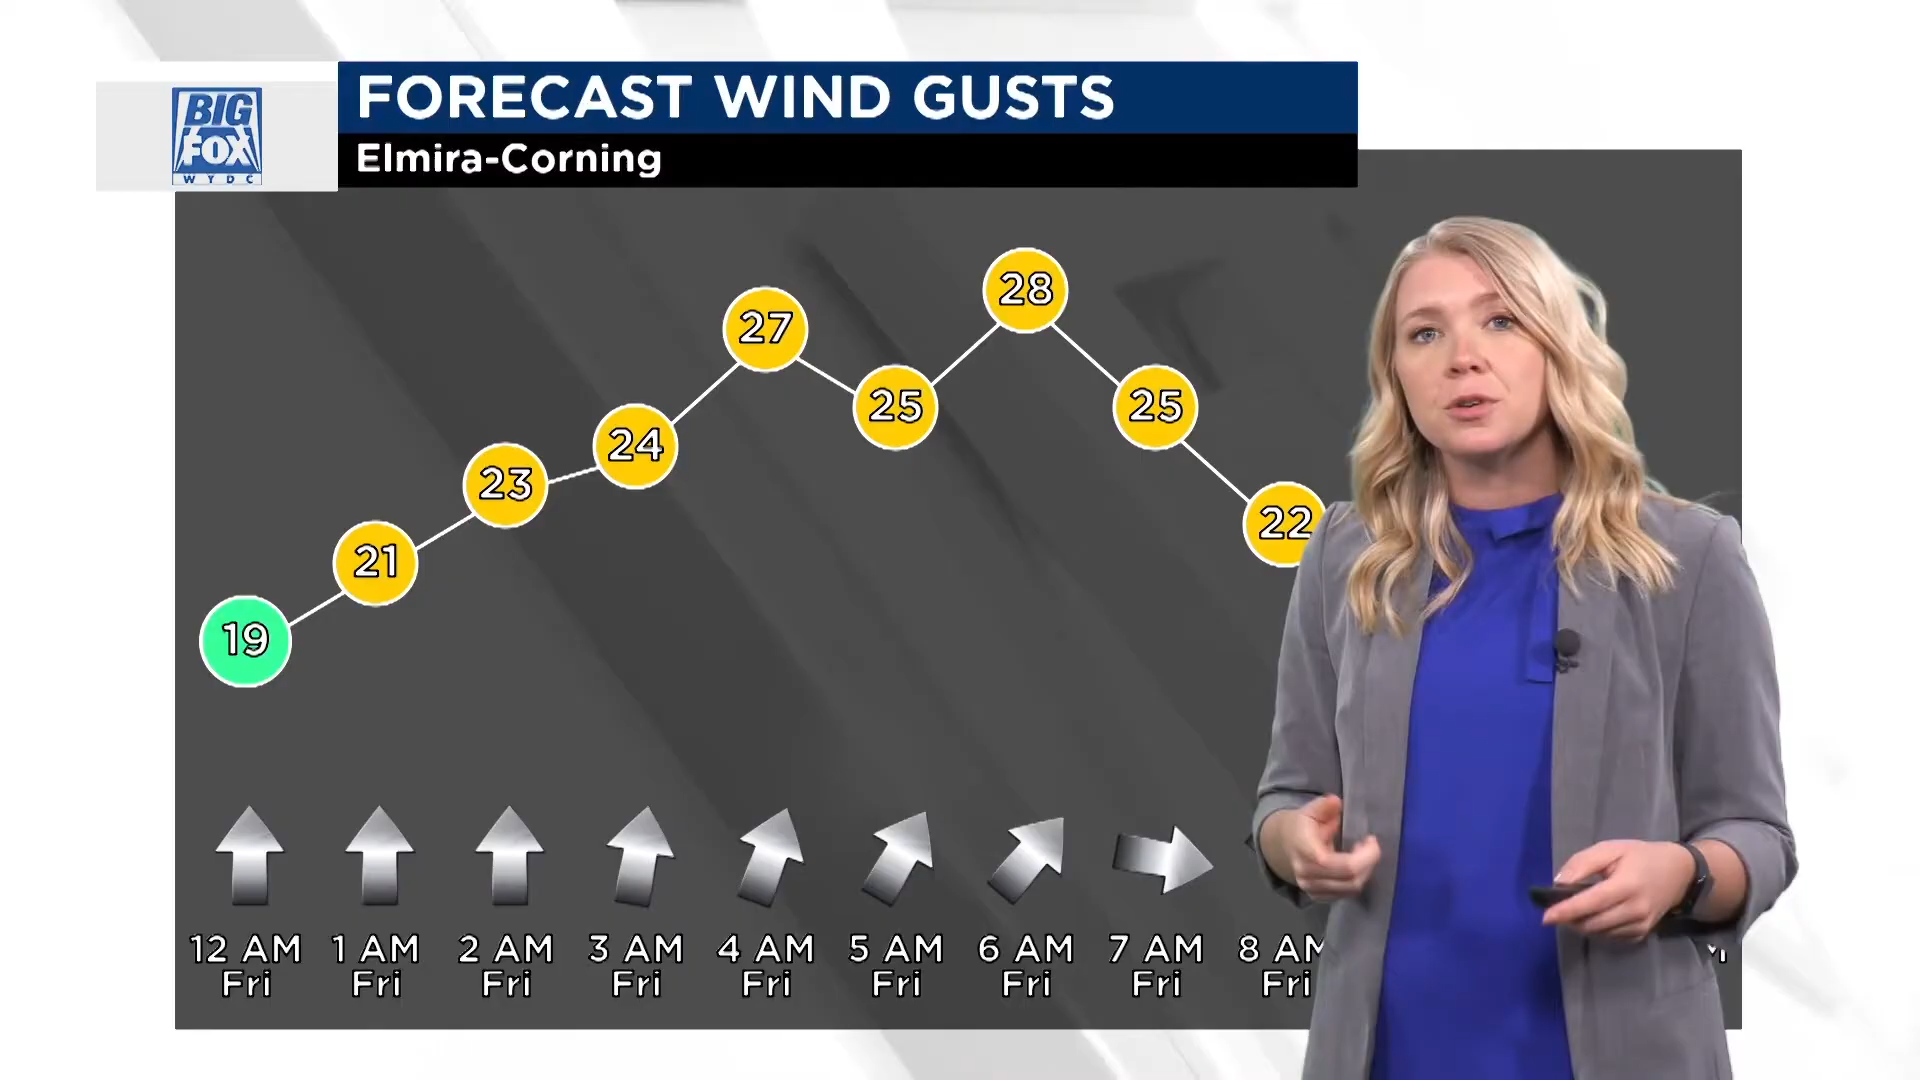 BIG
FOX
WYDC
FORECAST WIND GUSTS
Elmira-Corning
19
21
23
24
27
25
28
25
22
12 AM
Fri
1 AM
Fri
2 AM
Fri
3 AM
Fri
4 AM
Fri
5 AM
Fri
6 AM
Fri
7 AM
Fri
8 AM
Fri